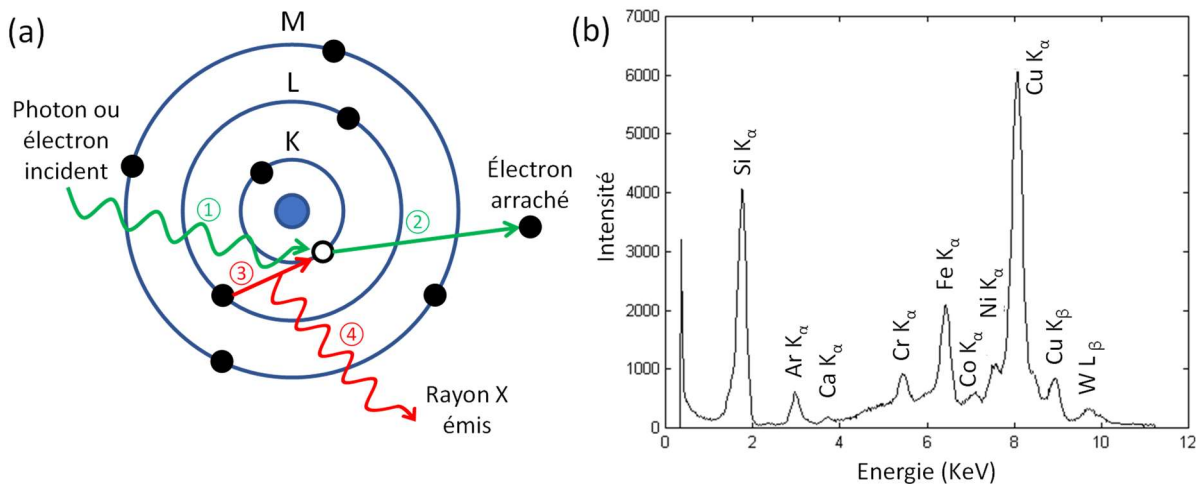 (a)
M
L
K
Photon ou
électron
incident
Électron
arraché
①
②
③
④
Rayon X
émis
(b)
7000
6000
5000
4000
3000
2000
1000
0
Intensité
Si Kα
Ar Kα
Ca Kα
Cr Kα
Fe Kα
Co Kα
Ni Kα
Cu Kα
Cu Kβ
W Lβ
0 2 4 6 8 10 12
Energie (KeV)